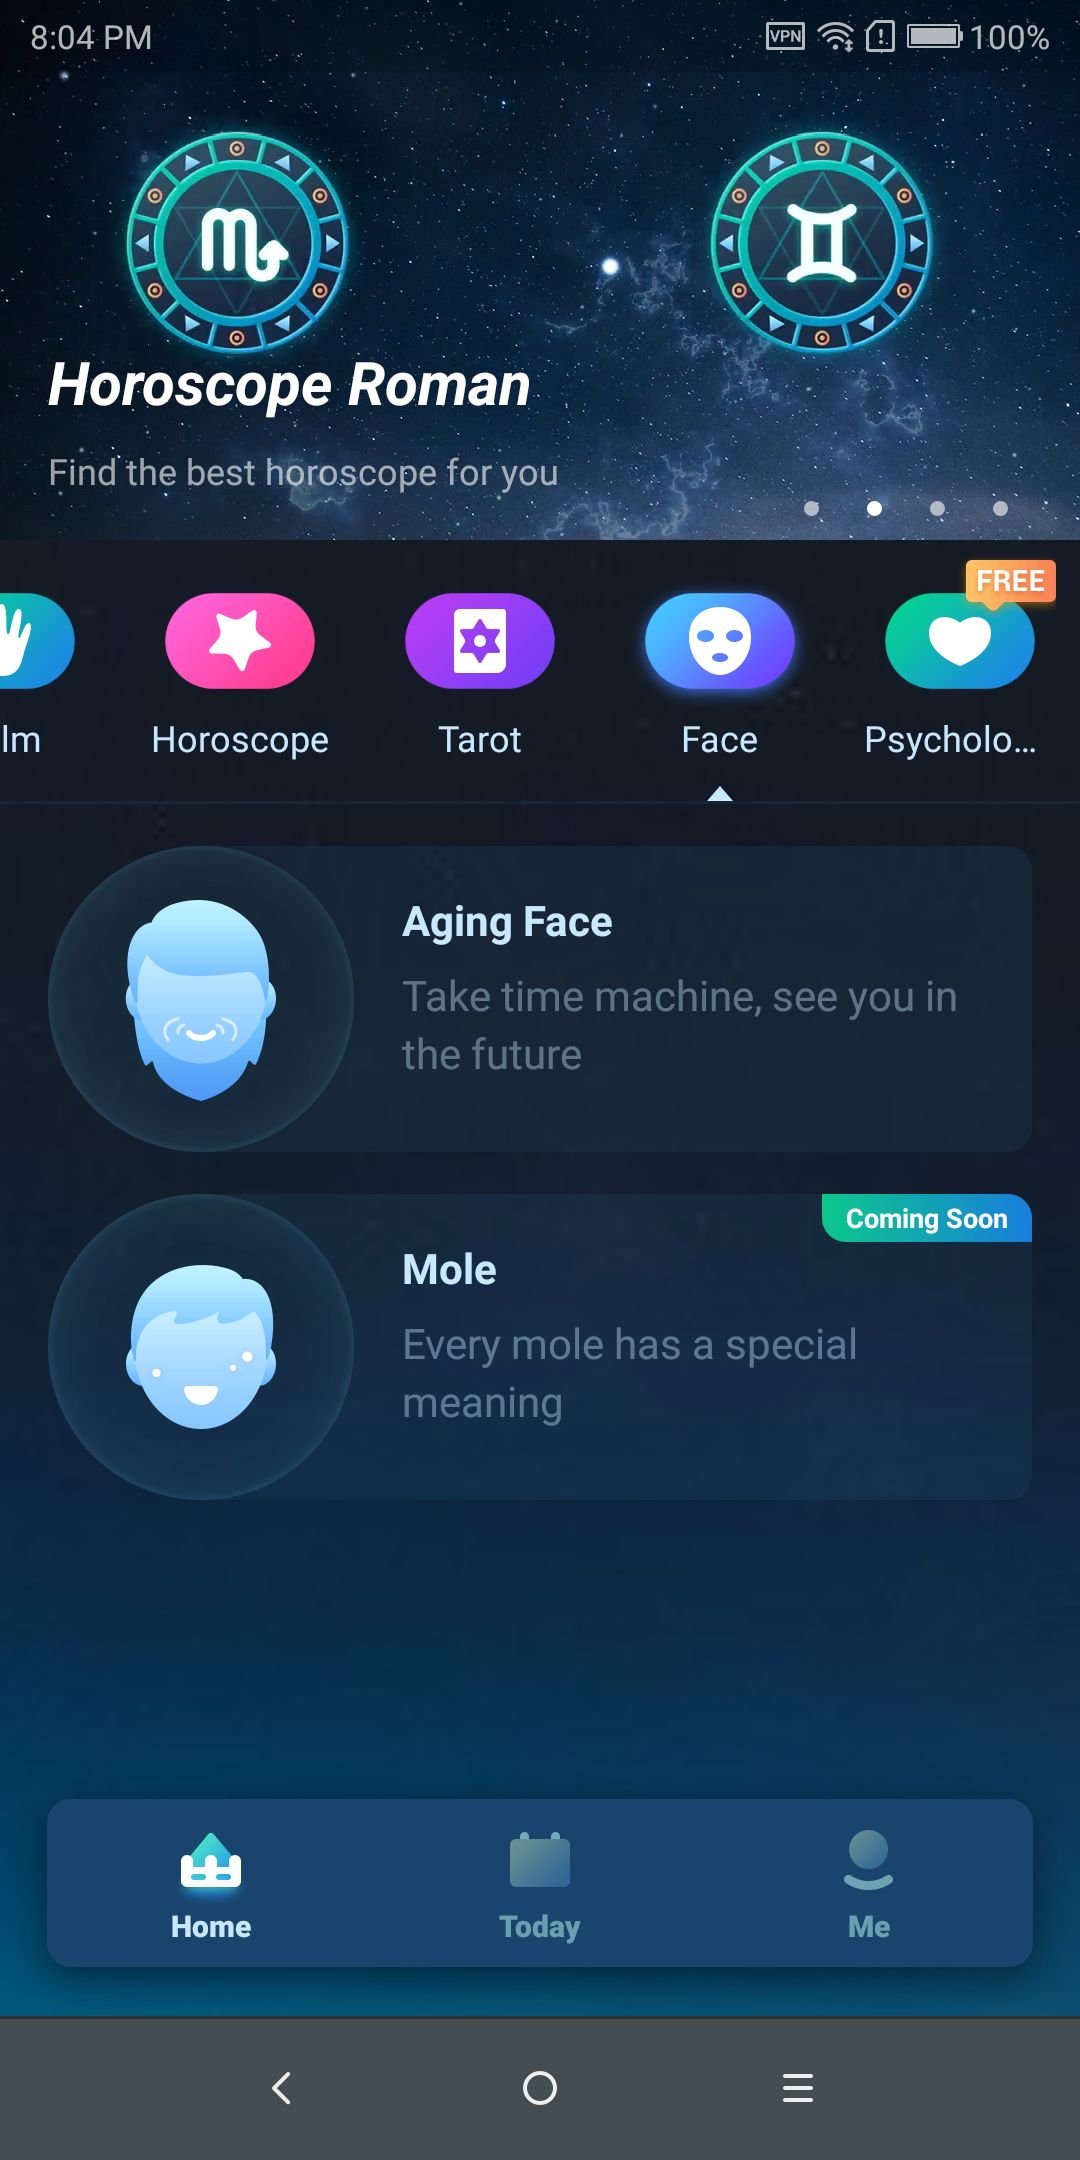 8:04 PM
VPN
100%
Horoscope Roman
Find the best horoscope for you
FREE
lm
Horoscope
Tarot
Face
Psycholo...
Aging Face
Take time machine, see you in
the future
Coming Soon
Mole
Every mole has a special
meaning
Home
Today
Me